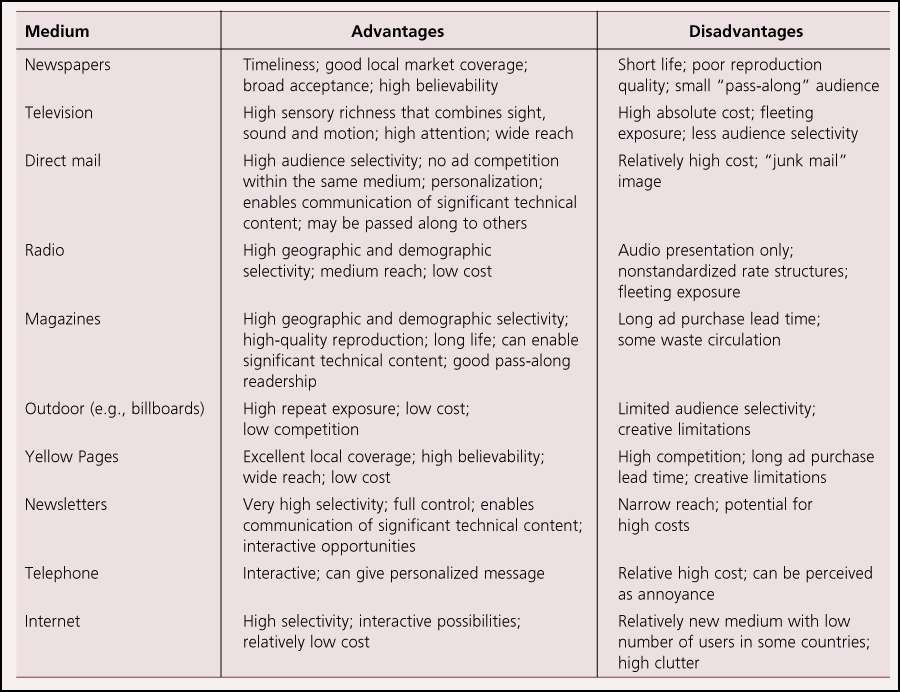 Medium Advantages Disadvantages
Newspapers Timeliness; good local market coverage; Short life; poor reproduction
broad acceptance; high believability quality; small “pass-along” audience
Television High sensory richness that combines sight, High absolute cost; fleeting
sound and motion; high attention; wide reach exposure; less audience selectivity
Direct mail High audience selectivity; no ad competition Relatively high cost; “junk mail”
within the same medium; personalization; image
enables communication of significant technical
content; may be passed along to others
Radio High geographic and demographic Audio presentation only;
selectivity; medium reach; low cost nonstandardized rate structures;
fleeting exposure
Magazines High geographic and demographic selectivity; Long ad purchase lead time;
high-quality reproduction; long life; can enable some waste circulation
significant technical content; good pass-along
readership
Outdoor (e.g., billboards) High repeat exposure; low cost; Limited audience selectivity;
low competition creative limitations
Yellow Pages Excellent local coverage; high believability; High competition; long ad purchase
wide reach; low cost lead time; creative limitations
Newsletters Very high selectivity; full control; enables Narrow reach; potential for
communication of significant technical content; high costs
interactive opportunities
Telephone Interactive; can give personalized message Relative high cost; can be perceived
as annoyance
Internet High selectivity; interactive possibilities; Relatively new medium with low
relatively low cost number of users in some countries;
high clutter